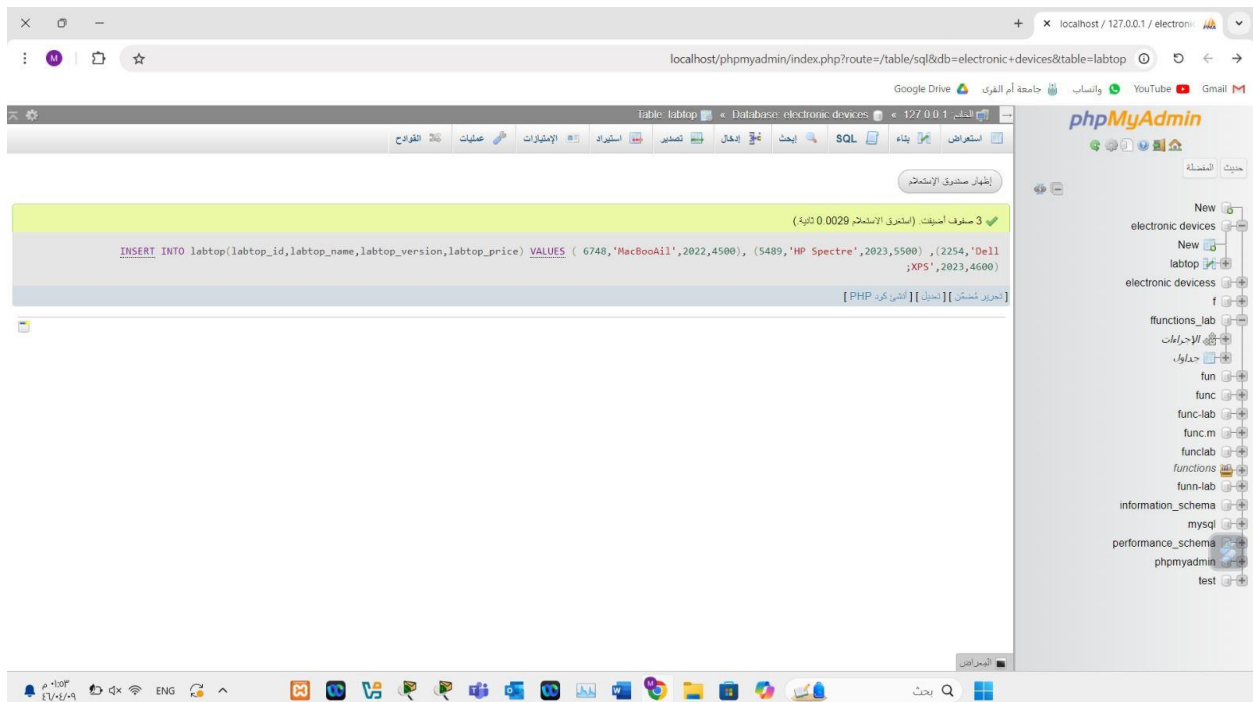 localhost / 127.0.0.1 / electroni
localhost/phpmyadmin/index.php?route=/table/sql&db=electronic+devices&table=labtop
M
Gmail
YouTube
واتساب
جامعة أم القرى
Google Drive
phpMyAdmin
حديث
المفضلة
New
electronic devices
New
labtop
electronic devicess
f
ffunctions_lab
الإجراءات
جداول
fun
func
func-lab
func.m
funclab
functions
funn-lab
information_schema
mysql
performance_schema
phpmyadmin
test
الخادم 127.0.0.1 » Database: electronic devices » Table: labtop
استعراض
بناء
SQL
إبحث
إدخال
تصدير
استيراد
الإمتيازات
عمليات
القوادح
إظهار صندوق الإستعلام
3 صفوف أضيفت. (استغرق الاستعلام 0.0029 ثانية.)
INSERT INTO labtop(labtop_id,labtop_name,labtop_version,labtop_price) VALUES ( 6748,'MacBooAil',2022,4500), (5489,'HP Spectre',2023,5500) ,(2254,'Dell
;XPS',2023,4600)
[تحرير مُضمّن ] [ تعديل ] [ أنشئ كود PHP ]
بحث
ENG